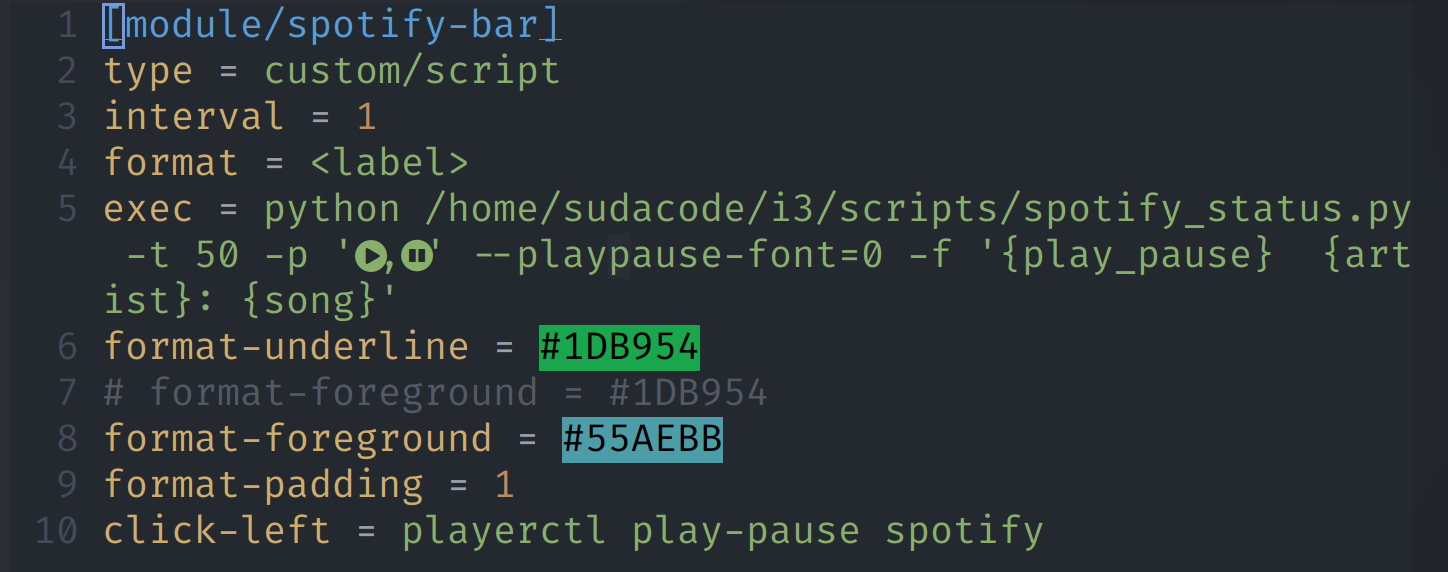 1 [module/spotify-bar]
2 type = custom/script
3 interval = 1
4 format = <label>
5 exec = python /home/sudacode/i3/scripts/spotify_status.py
-t 50 -p '▶,⏸' --playpause-font=0 -f '{play_pause}  {art
ist}: {song}'
6 format-underline = #1DB954
7 # format-foreground = #1DB954
8 format-foreground = #55AEBB
9 format-padding = 1
10 click-left = playerctl play-pause spotify